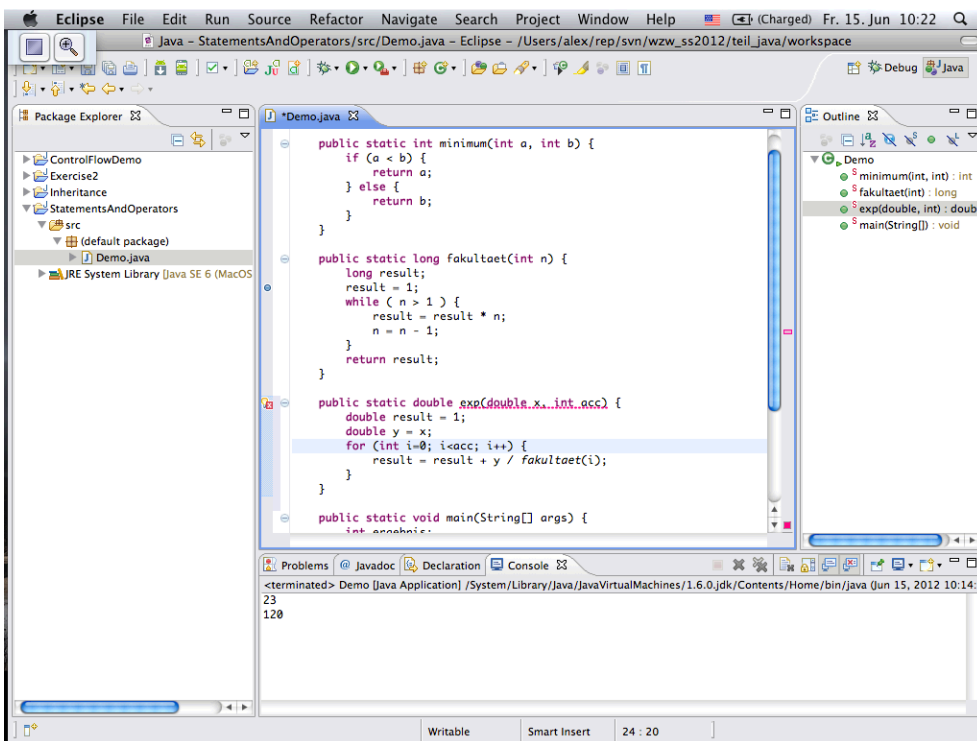 Eclipse File Edit Run Source Refactor Navigate Search Project Window Help (Charged) Fr. 15. Jun 10:22
Java – StatementsAndOperators/src/Demo.java – Eclipse – /Users/alex/rep/svn/wzw_ss2012/teil_java/workspace
Debug Java
Package Explorer
ControlFlowDemo
Exercise2
Inheritance
StatementsAndOperators
src
(default package)
Demo.java
JRE System Library [Java SE 6 (MacOS
*Demo.java
public static int minimum(int a, int b) {
if (a < b) {
return a;
} else {
return b;
}
}
public static long fakultaet(int n) {
long result;
result = 1;
while ( n > 1 ) {
result = result * n;
n = n - 1;
}
return result;
}
public static double exp(double x, int acc) {
double result = 1;
double y = x;
for (int i=0; i<acc; i++) {
result = result + y / fakultaet(i);
}
}
public static void main(String[] args) {
int ergebnis;
Outline
Demo
minimum(int, int) : int
fakultaet(int) : long
exp(double, int) : doub
main(String[]) : void
Problems @ Javadoc Declaration Console
<terminated> Demo [Java Application] /System/Library/Java/JavaVirtualMachines/1.6.0.jdk/Contents/Home/bin/java (Jun 15, 2012 10:14:
23
120
Writable Smart Insert 24 : 20